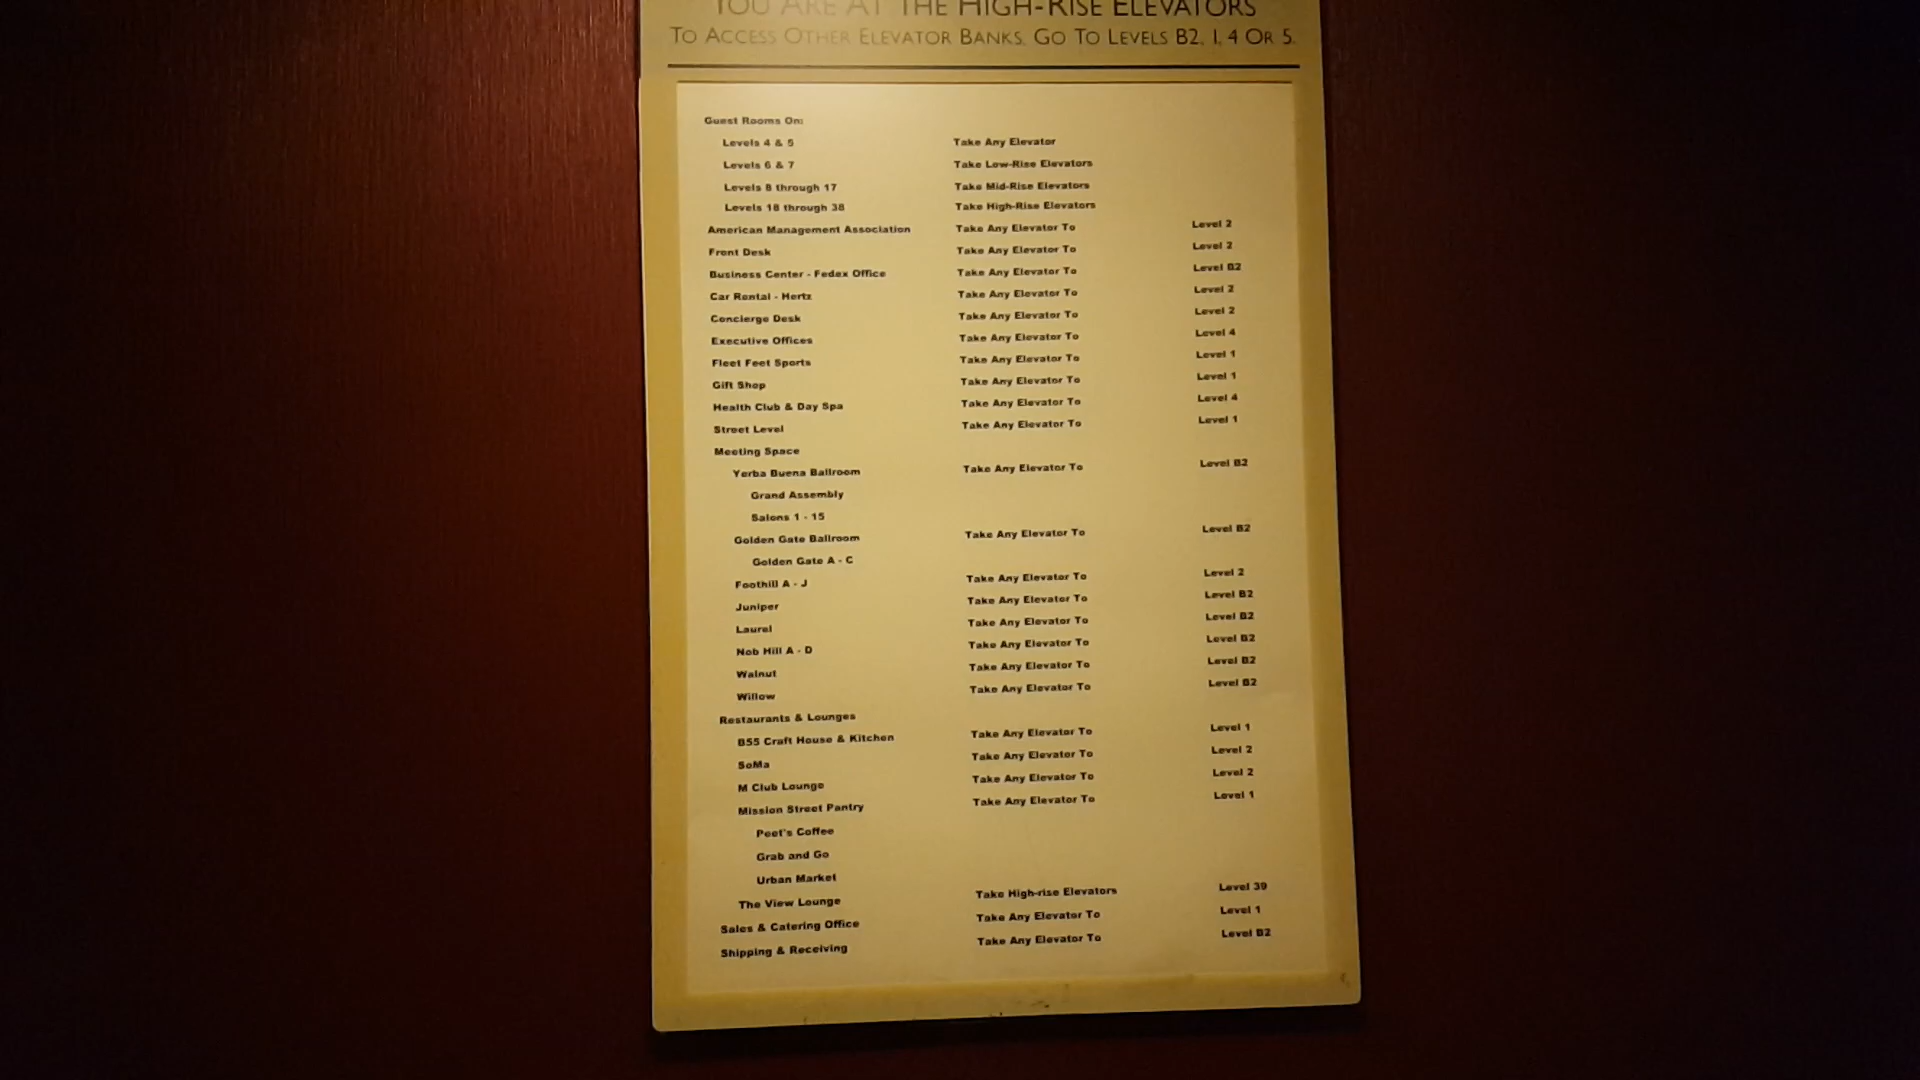 YOU ARE AT THE HIGH-RISE ELEVATORS
TO ACCESS OTHER ELEVATOR BANKS, GO TO LEVELS B2, 1, 4 OR 5.
Guest Rooms On:
Levels 4 & 5 Take Any Elevator
Levels 6 & 7 Take Low-Rise Elevators
Levels 8 through 17 Take Mid-Rise Elevators
Levels 18 through 38 Take High-Rise Elevators
American Management Association Take Any Elevator To Level 2
Front Desk Take Any Elevator To Level 2
Business Center - Fedex Office Take Any Elevator To Level B2
Car Rental - Hertz Take Any Elevator To Level 2
Concierge Desk Take Any Elevator To Level 2
Executive Offices Take Any Elevator To Level 4
Fleet Feet Sports Take Any Elevator To Level 1
Gift Shop Take Any Elevator To Level 1
Health Club & Day Spa Take Any Elevator To Level 4
Street Level Take Any Elevator To Level 1
Meeting Space
Yerba Buena Ballroom Take Any Elevator To Level B2
Grand Assembly
Salons 1 - 15
Golden Gate Ballroom Take Any Elevator To Level B2
Golden Gate A - C
Foothill A - J Take Any Elevator To Level 2
Juniper Take Any Elevator To Level B2
Laurel Take Any Elevator To Level B2
Nob Hill A - D Take Any Elevator To Level B2
Walnut Take Any Elevator To Level B2
Willow Take Any Elevator To Level B2
Restaurants & Lounges
B55 Craft House & Kitchen Take Any Elevator To Level 1
SoMa Take Any Elevator To Level 2
M Club Lounge Take Any Elevator To Level 2
Mission Street Pantry Take Any Elevator To Level 1
Peet's Coffee
Grab and Go
Urban Market
The View Lounge Take High-rise Elevators Level 39
Sales & Catering Office Take Any Elevator To Level 1
Shipping & Receiving Take Any Elevator To Level B2